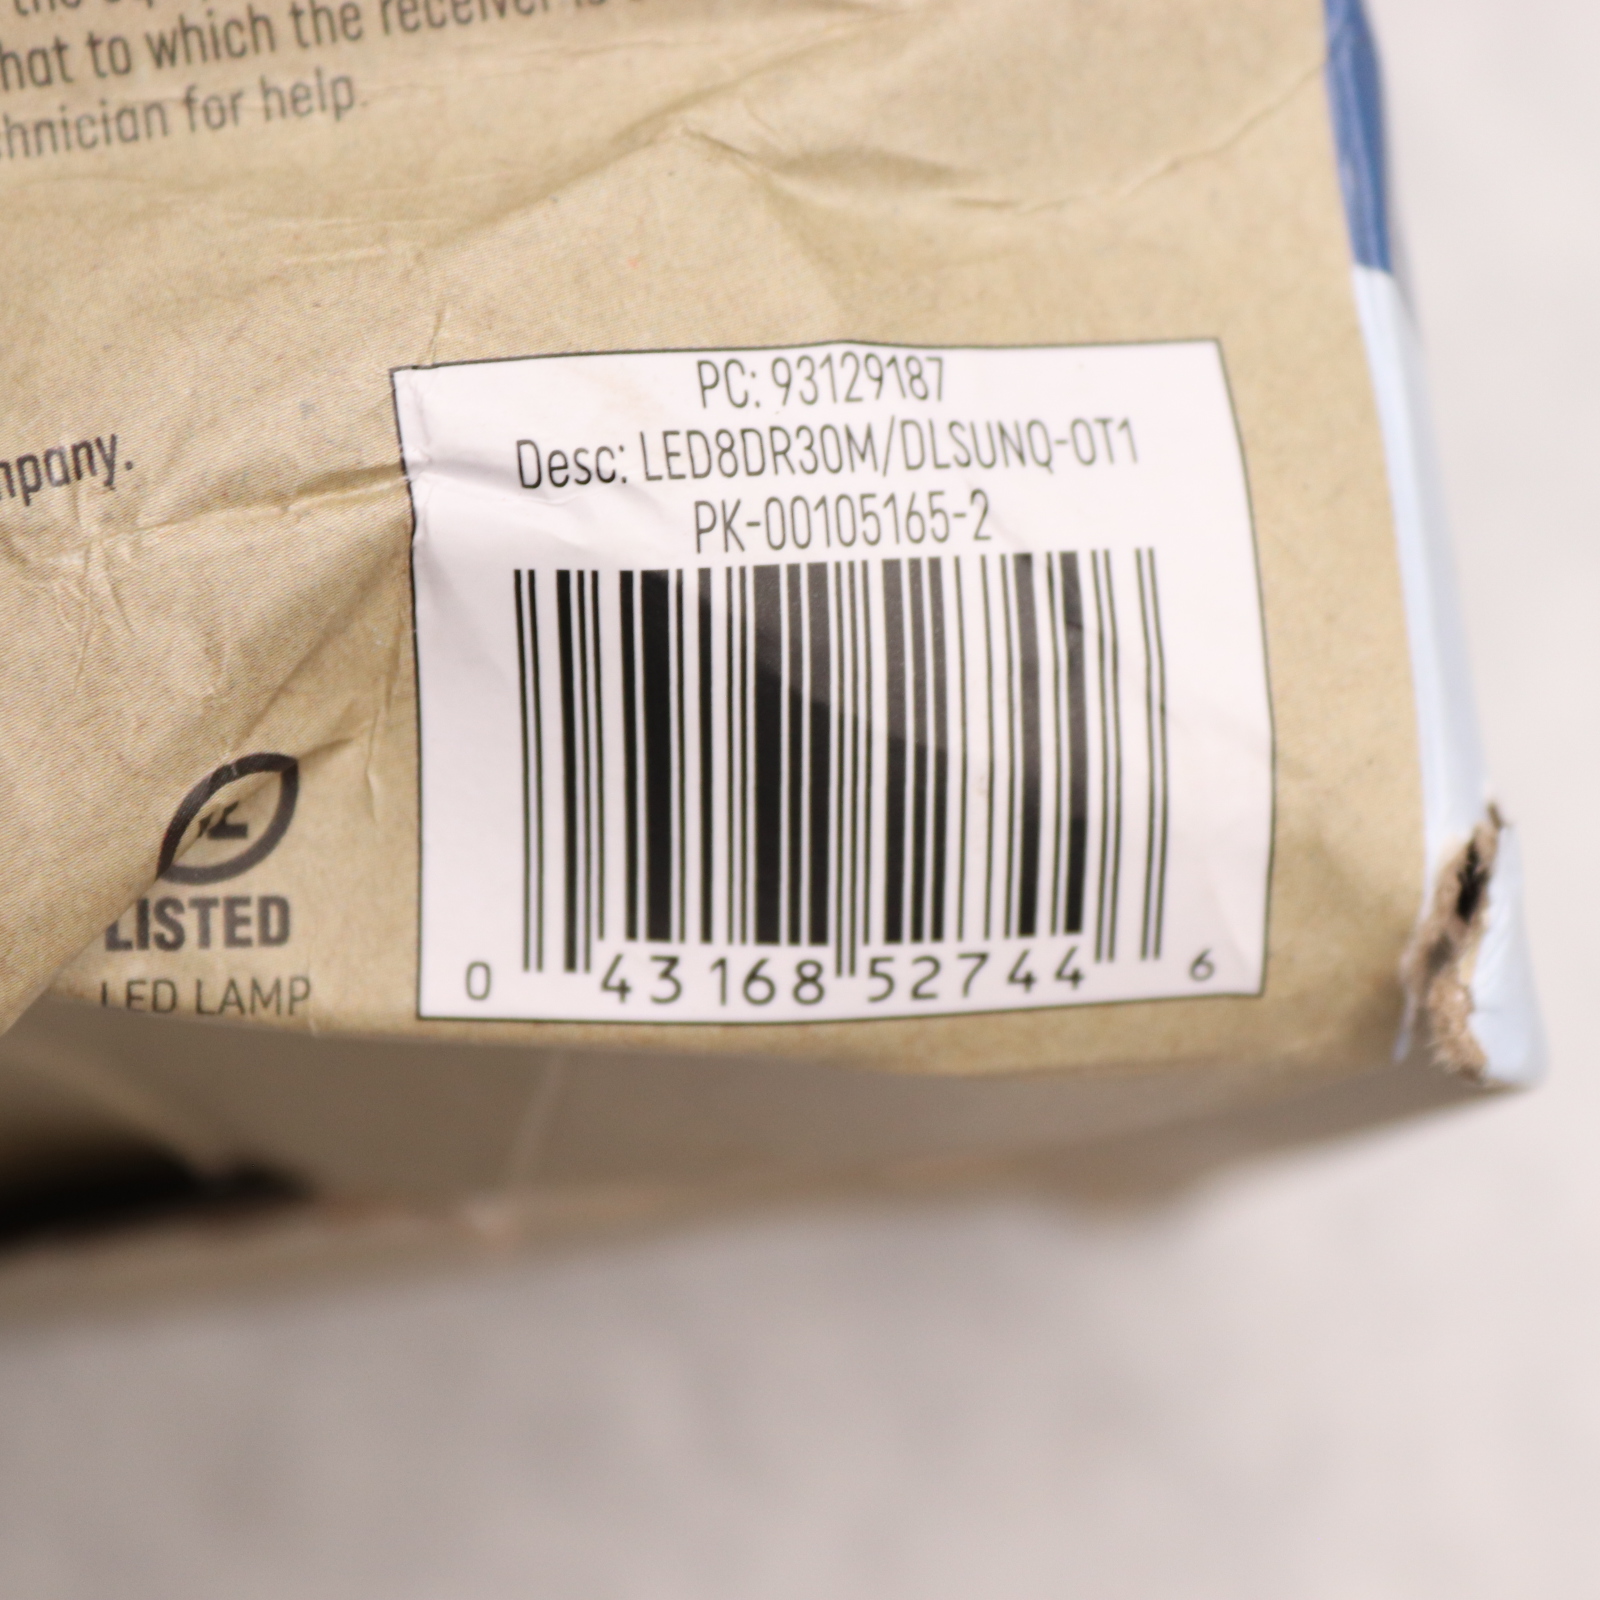 hat to which the receiver
chnician for help.
mpany.
PC: 93129187
Desc: LED8DR30M/DLSUNQ-OT1
PK-00105165-2
LISTED
LED LAMP
0 43168 52744 6